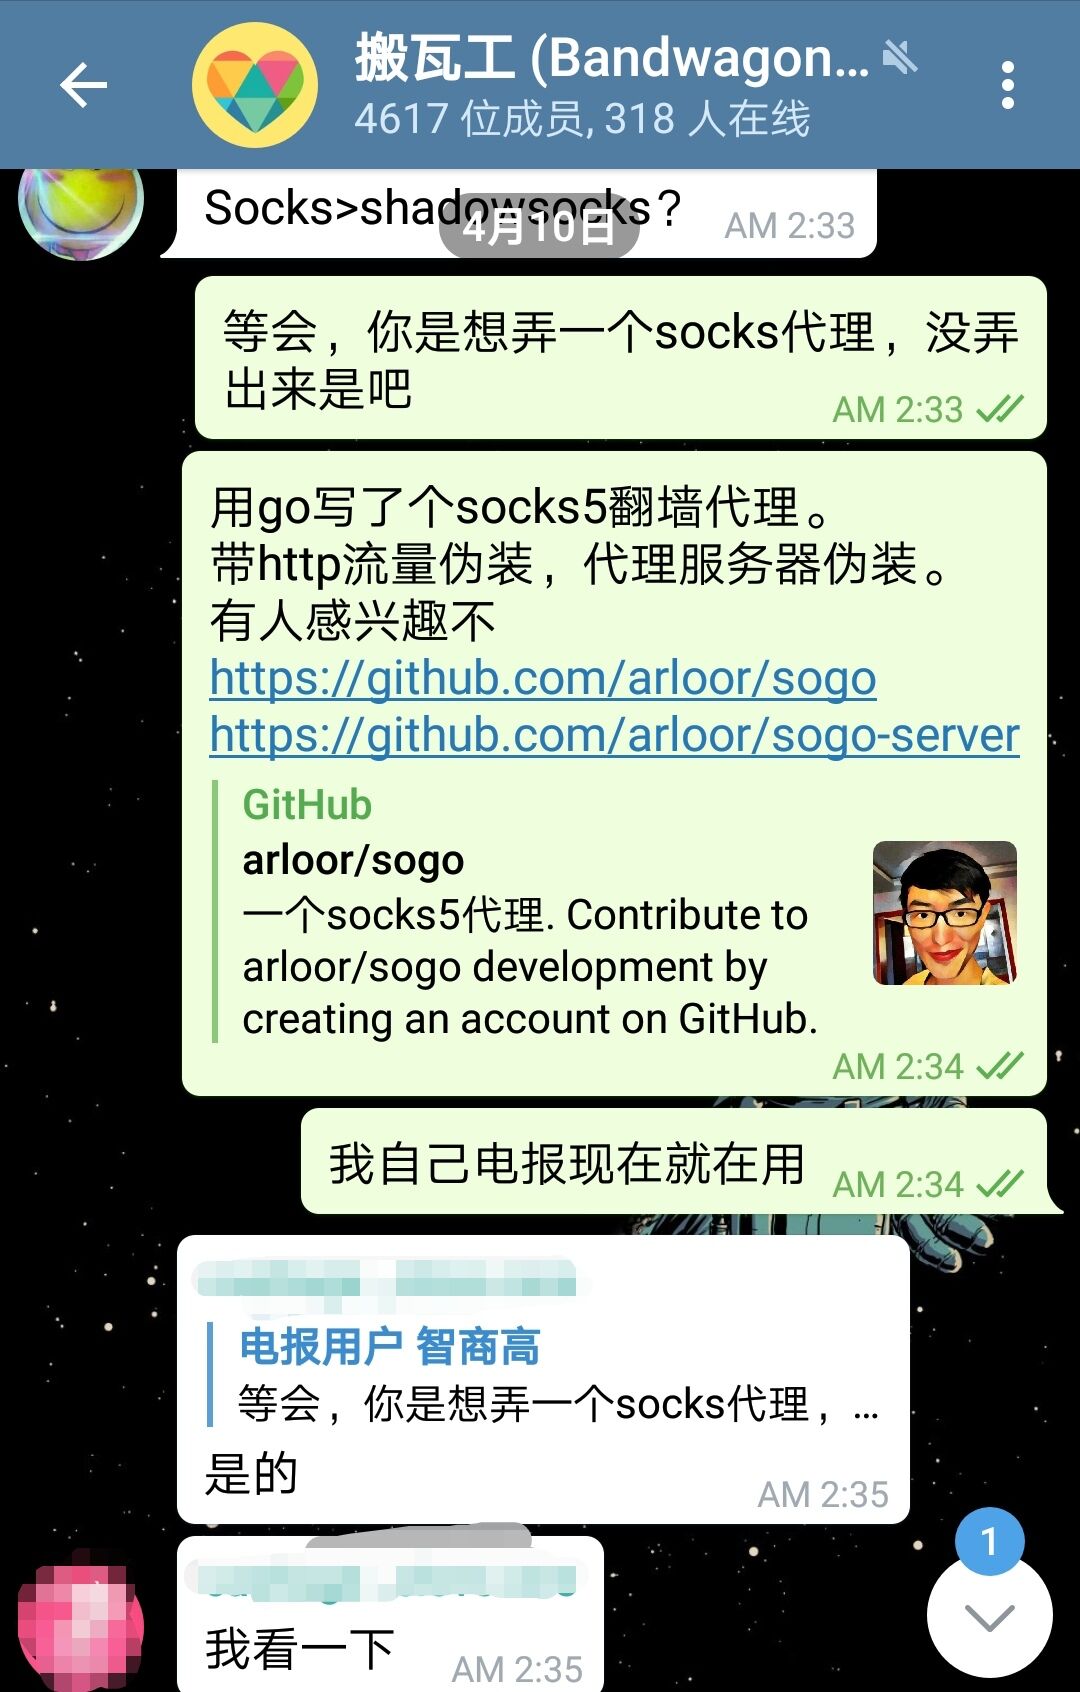 搬瓦工 (Bandwagon...
4617 位成员, 318 人在线
Socks>shadowsocks？
AM 2:33
4月10日
等会，你是想弄一个socks代理，没弄
出来是吧
AM 2:33
用go写了个socks5翻墙代理。
带http流量伪装，代理服务器伪装。
有人感兴趣不
https://github.com/arloor/sogo
https://github.com/arloor/sogo-server
GitHub
arloor/sogo
一个socks5代理. Contribute to
arloor/sogo development by
creating an account on GitHub.
AM 2:34
我自己电报现在就在用
AM 2:34
电报用户 智商高
等会，你是想弄一个socks代理，...
是的
AM 2:35
1
我看一下
AM 2:35